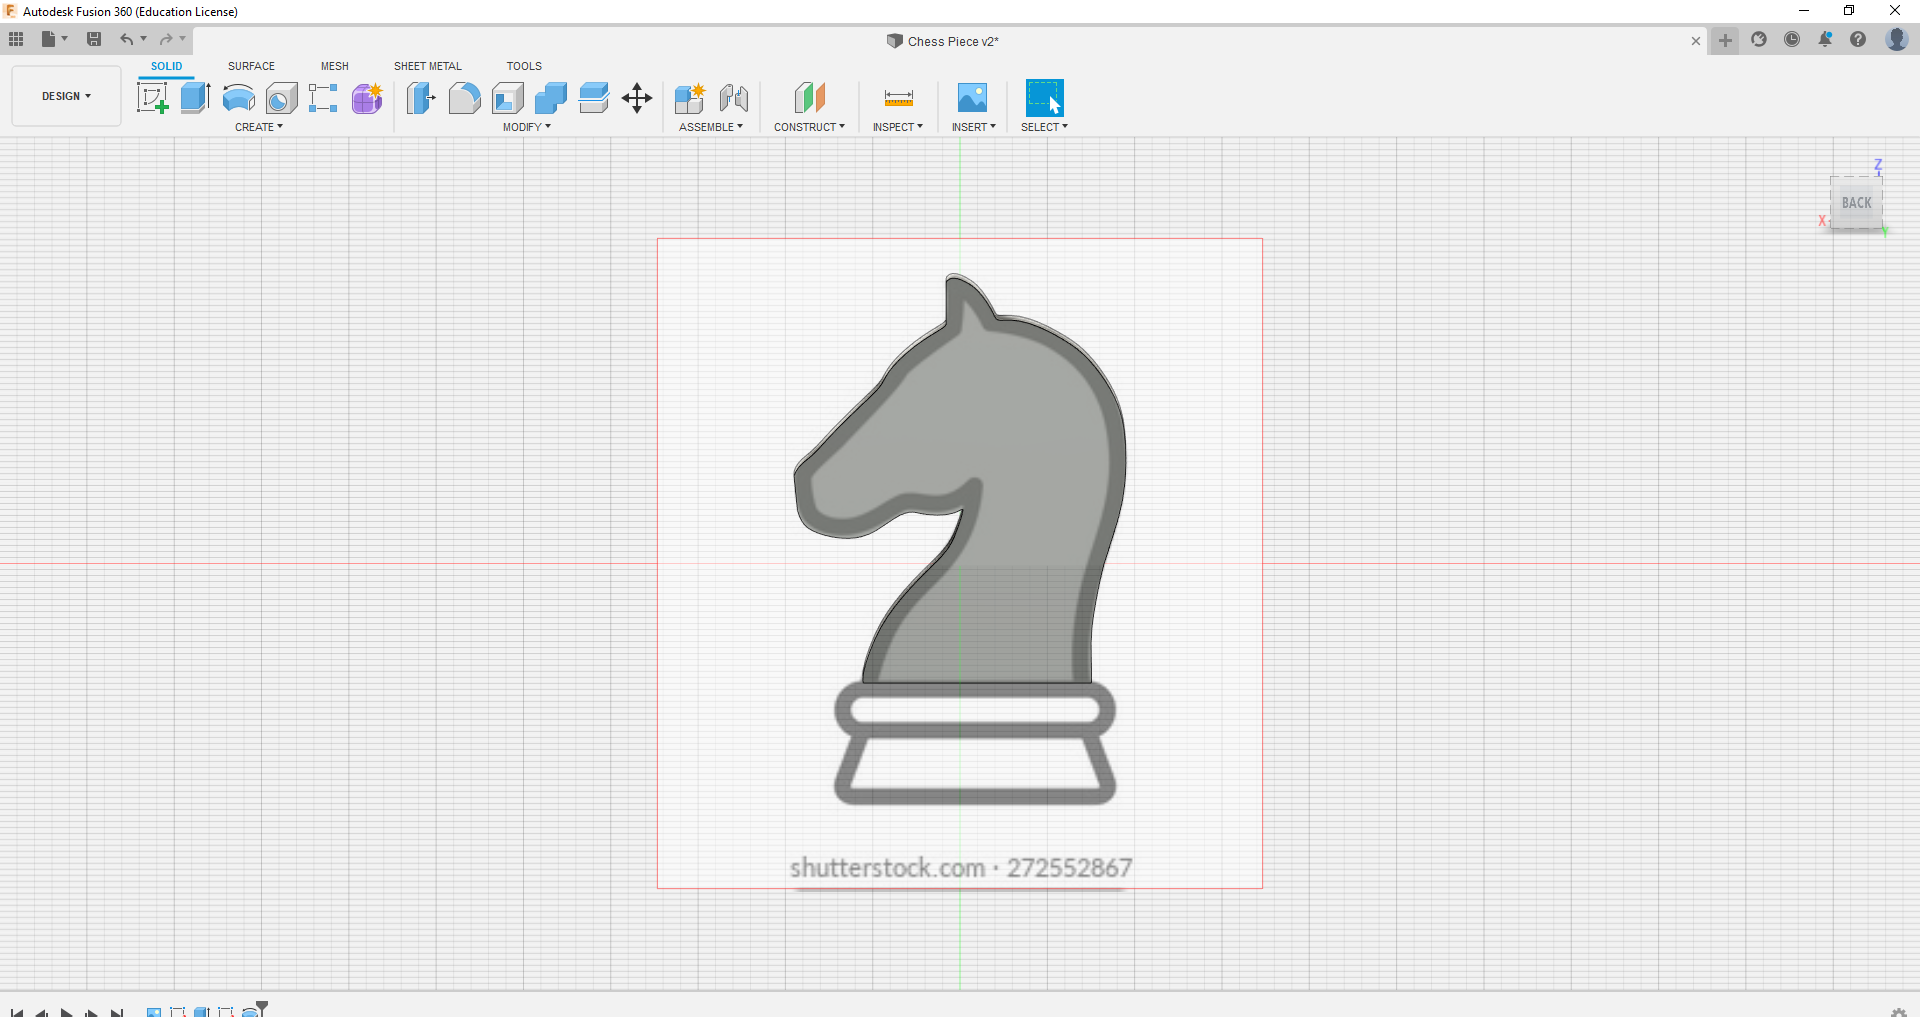 Autodesk Fusion 360 (Education License)
Chess Piece v2*
SOLID SURFACE MESH SHEET METAL TOOLS
DESIGN
CREATE MODIFY ASSEMBLE CONSTRUCT INSPECT INSERT SELECT
Z
BACK
X
Y
shutterstock.com · 272552867